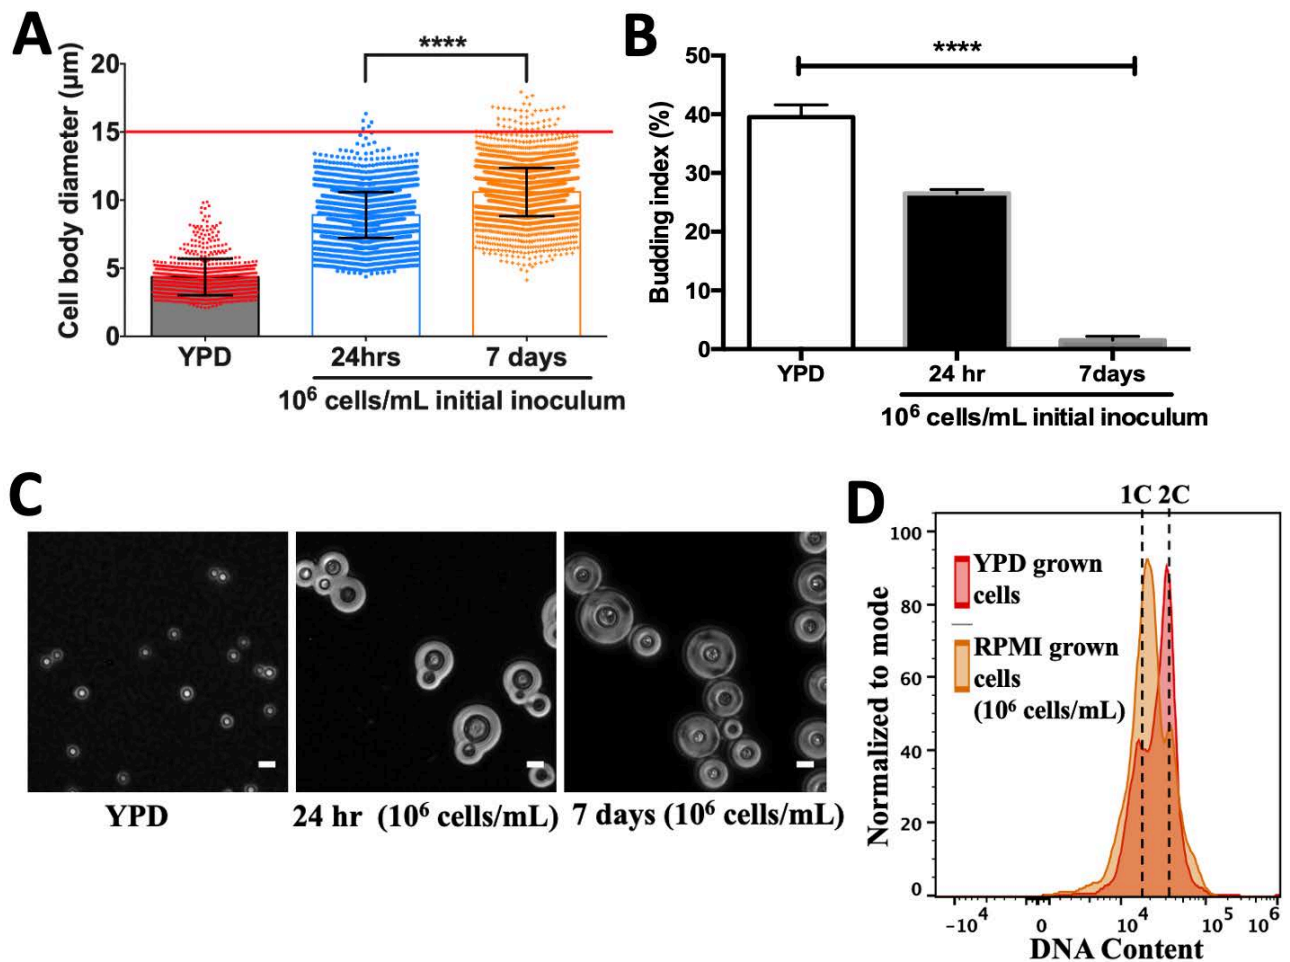 A
Cell body diameter (µm)
20
15
10
5
0
****
YPD
24hrs
7 days
10⁶ cells/mL initial inoculum
B
Budding index (%)
50
40
30
20
10
0
****
YPD
24 hr
7days
10⁶ cells/mL initial inoculum
C
YPD
24 hr (10⁶ cells/mL)
7 days (10⁶ cells/mL)
D
1C 2C
Normalized to mode
100
80
60
40
20
0
YPD grown
cells
RPMI grown
cells
(10⁶ cells/mL)
-10⁴
0
10⁴
10⁵
10⁶
DNA Content